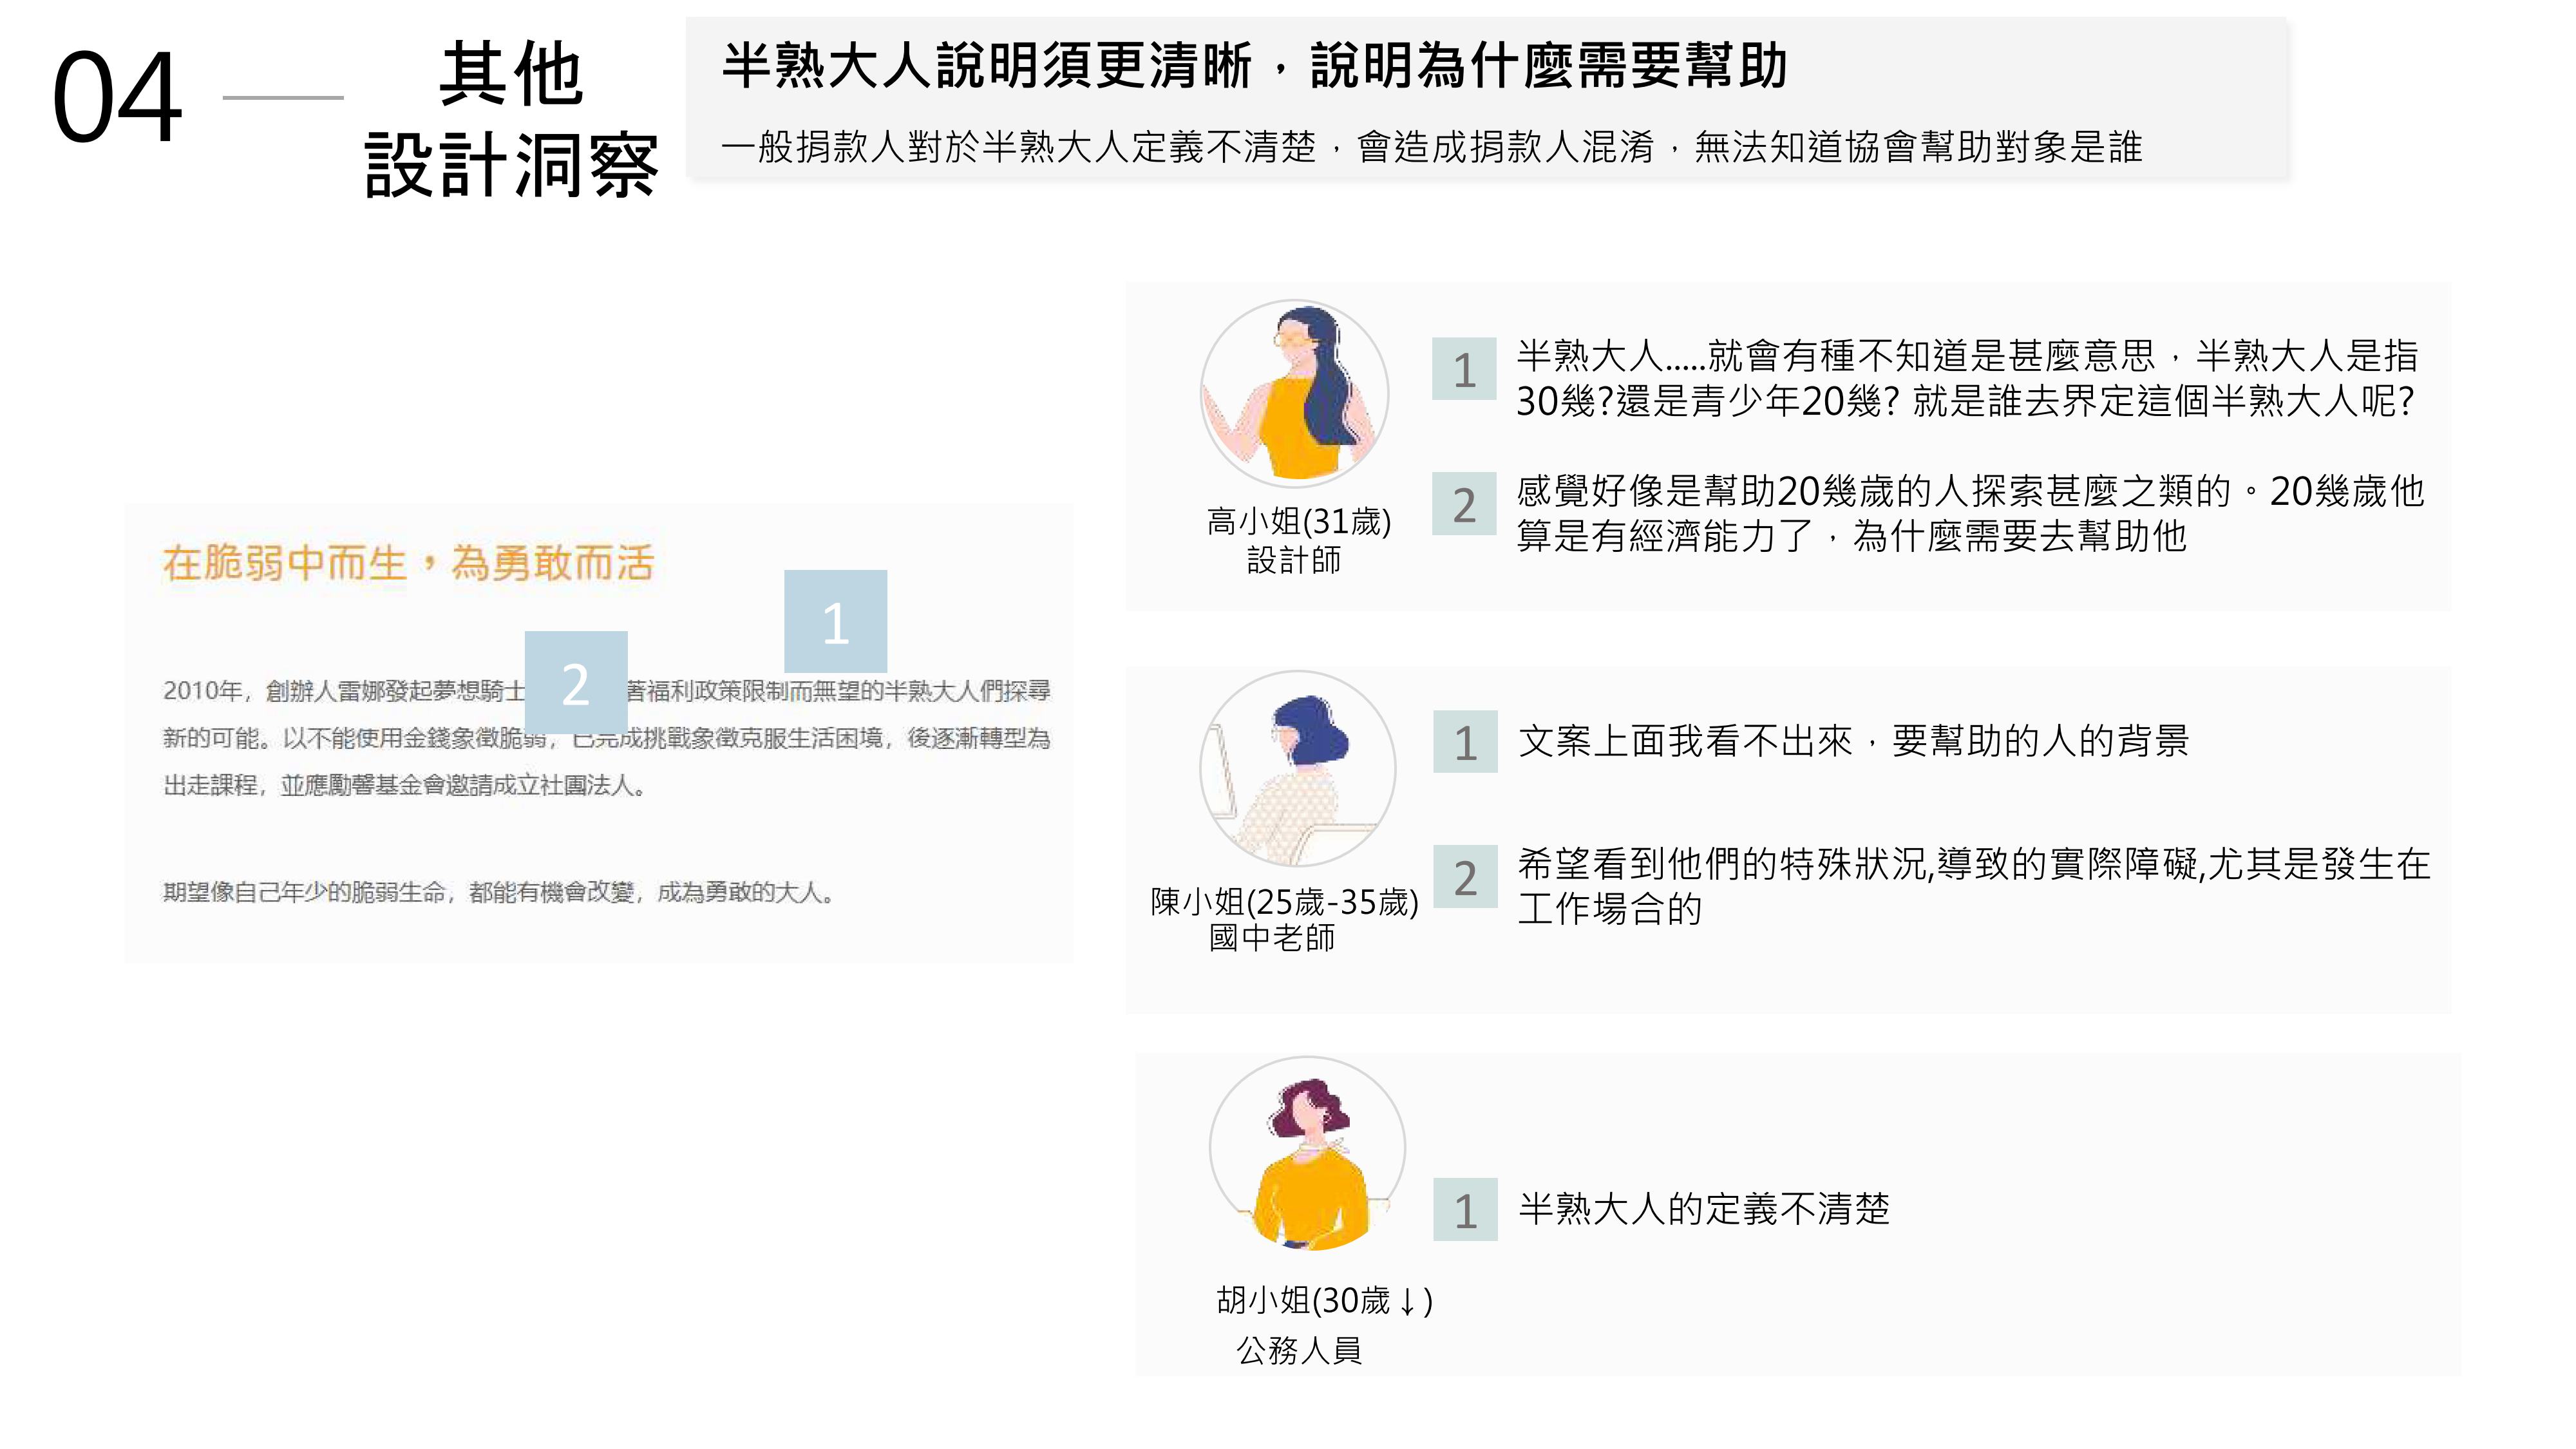 04
其他
設計洞察
半熟大人說明須更清晰，說明為什麼需要幫助
一般捐款人對於半熟大人定義不清楚，會造成捐款人混淆，無法知道協會幫助對象是誰
在脆弱中而生，為勇敢而活
1
2
2010年，創辦人雷娜發起夢想騎士 著福利政策限制而無望的半熟大人們探尋
新的可能。以不能使用金錢象徵脆弱，已完成挑戰象徵克服生活困境，後逐漸轉型為
出走課程，並應勵馨基金會邀請成立社團法人。
期望像自己年少的脆弱生命，都能有機會改變，成為勇敢的大人。
高小姐(31歲)
設計師
1
半熟大人.....就會有種不知道是甚麼意思，半熟大人是指
30幾?還是青少年20幾? 就是誰去界定這個半熟大人呢?
2
感覺好像是幫助20幾歲的人探索甚麼之類的。20幾歲他
算是有經濟能力了，為什麼需要去幫助他
陳小姐(25歲-35歲)
國中老師
1
文案上面我看不出來，要幫助的人的背景
2
希望看到他們的特殊狀況,導致的實際障礙,尤其是發生在
工作場合的
胡小姐(30歲↓)
公務人員
1
半熟大人的定義不清楚